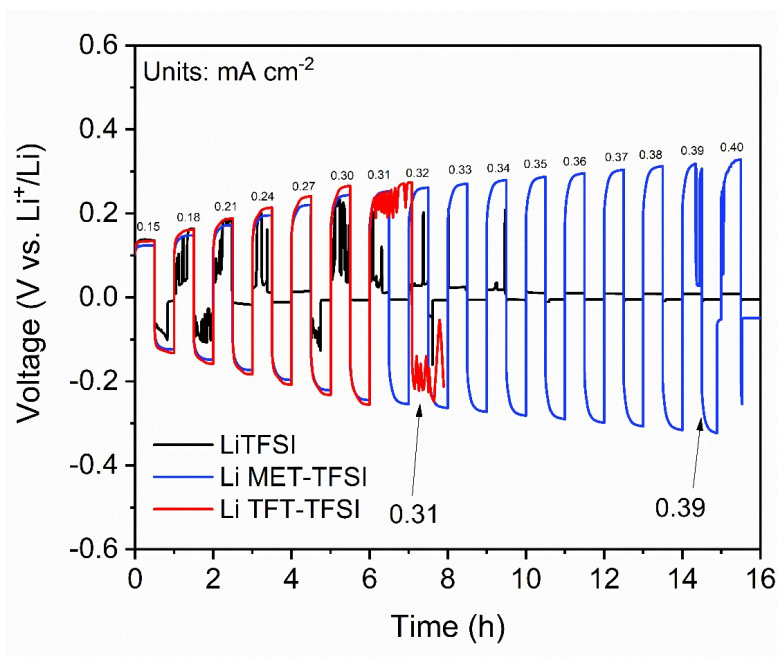 Units: mA cm-2
0.15 0.18 0.21 0.24 0.27 0.30 0.31 0.32 0.33 0.34 0.35 0.36 0.37 0.38 0.39 0.40
Voltage (V vs. Li+/Li)
0.6
0.4
0.2
0.0
-0.2
-0.4
-0.6
LiTFSI
Li MET-TFSI
Li TFT-TFSI
0.31
0.39
0 2 4 6 8 10 12 14 16
Time (h)